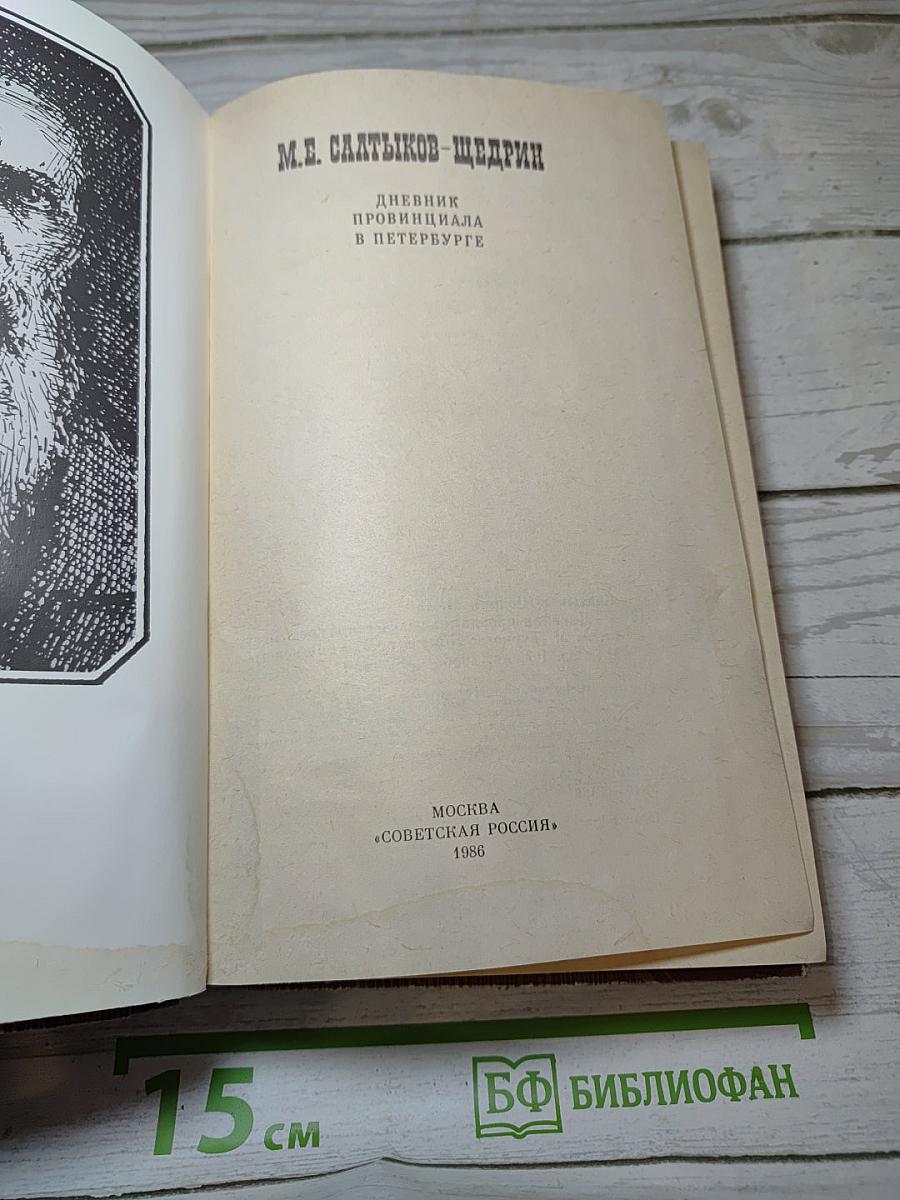 М.Е. САЛТЫКОВ-ЩЕДРИН
ДНЕВНИК
ПРОВИНЦИАЛА
В ПЕТЕРБУРГЕ
МОСКВА
«СОВЕТСКАЯ РОССИЯ»
1986
15 см
БФ БИБЛИОФАН